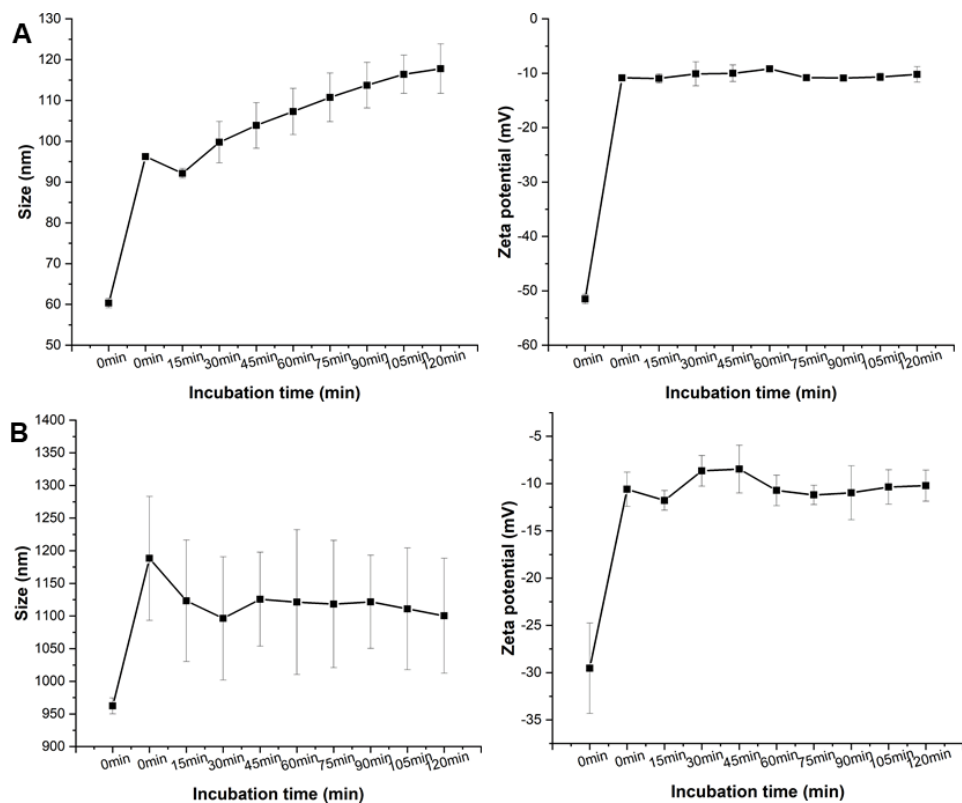 A
Size (nm)
130
120
110
100
90
80
70
60
50
0min 0min 15min 30min 45min 60min 75min 90min 105min 120min
Incubation time (min)
Zeta potential (mV)
0
-10
-20
-30
-40
-50
-60
0min 0min 15min 30min 45min 60min 75min 90min 105min 120min
Incubation time (min)
B
Size (nm)
1400
1350
1300
1250
1200
1150
1100
1050
1000
950
900
0min 0min 15min 30min 45min 60min 75min 90min 105min 120min
Incubation time (min)
Zeta potential (mV)
-5
-10
-15
-20
-25
-30
-35
0min 0min 15min 30min 45min 60min 75min 90min 105min 120min
Incubation time (min)